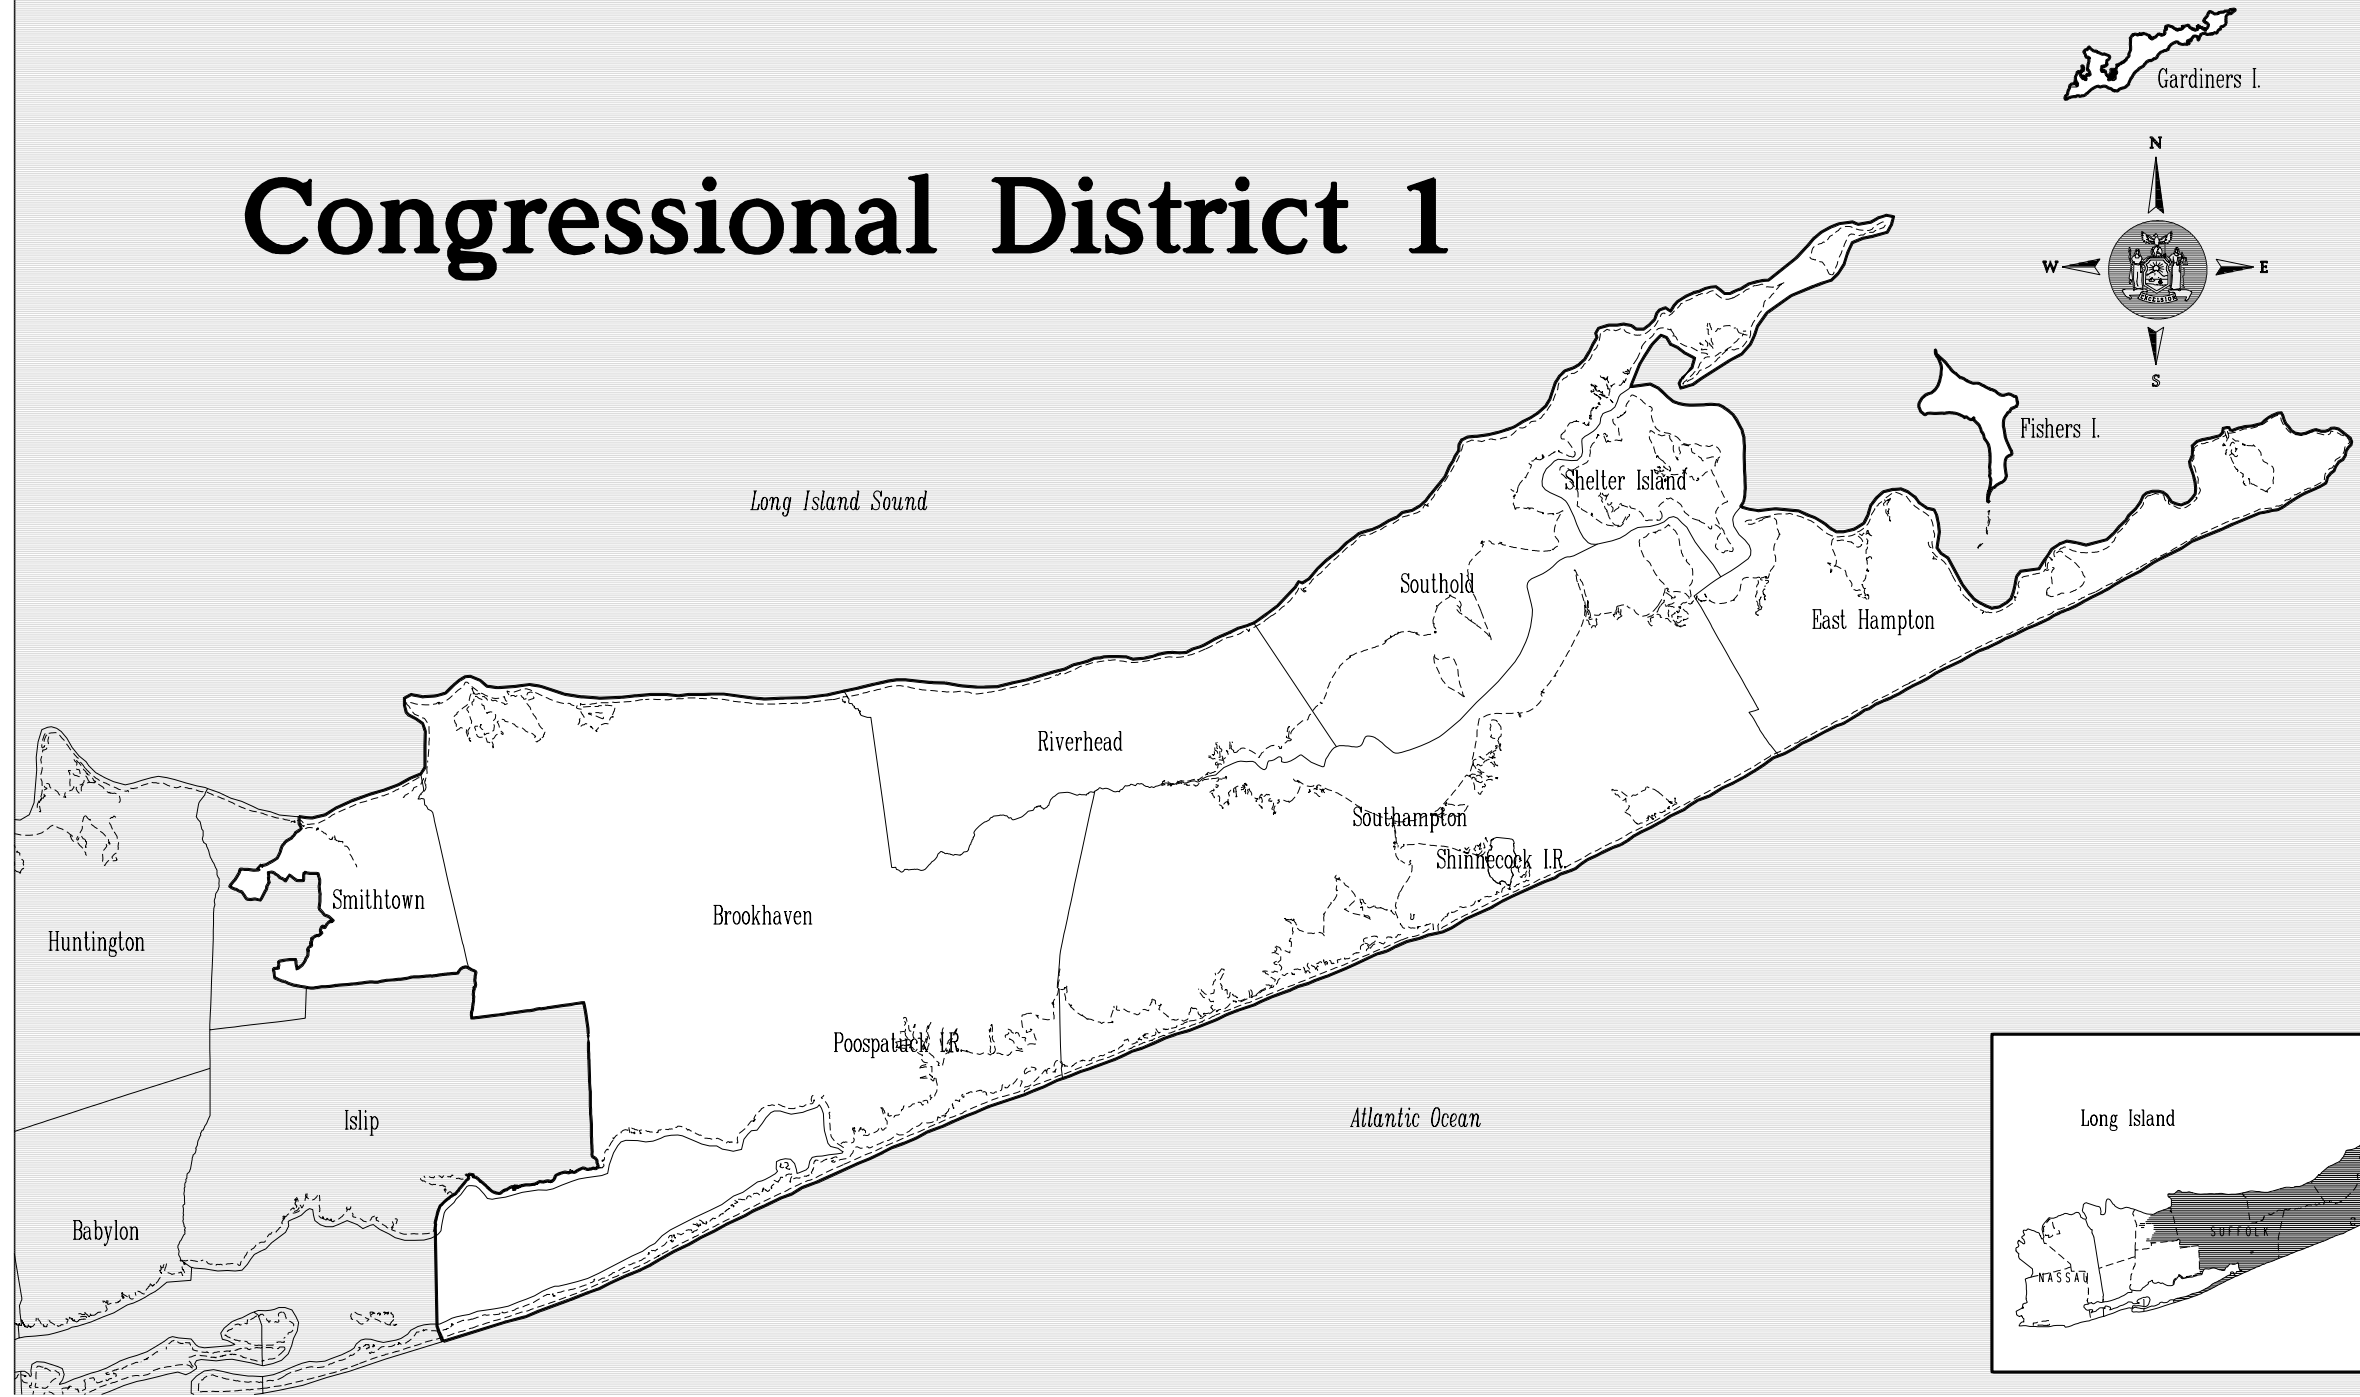 Gardiners I.
N
Congressional District 1
W
E
EXCELSIOR
S
Fishers I.
Shelter Island
Long Island Sound
Southold
East Hampton
Riverhead
Southampton
Shinnecock I.R.
Smithtown
Brookhaven
Huntington
Poospatuck I.R.
Islip
Atlantic Ocean
Long Island
Babylon
SUFFOLK
NASSAU